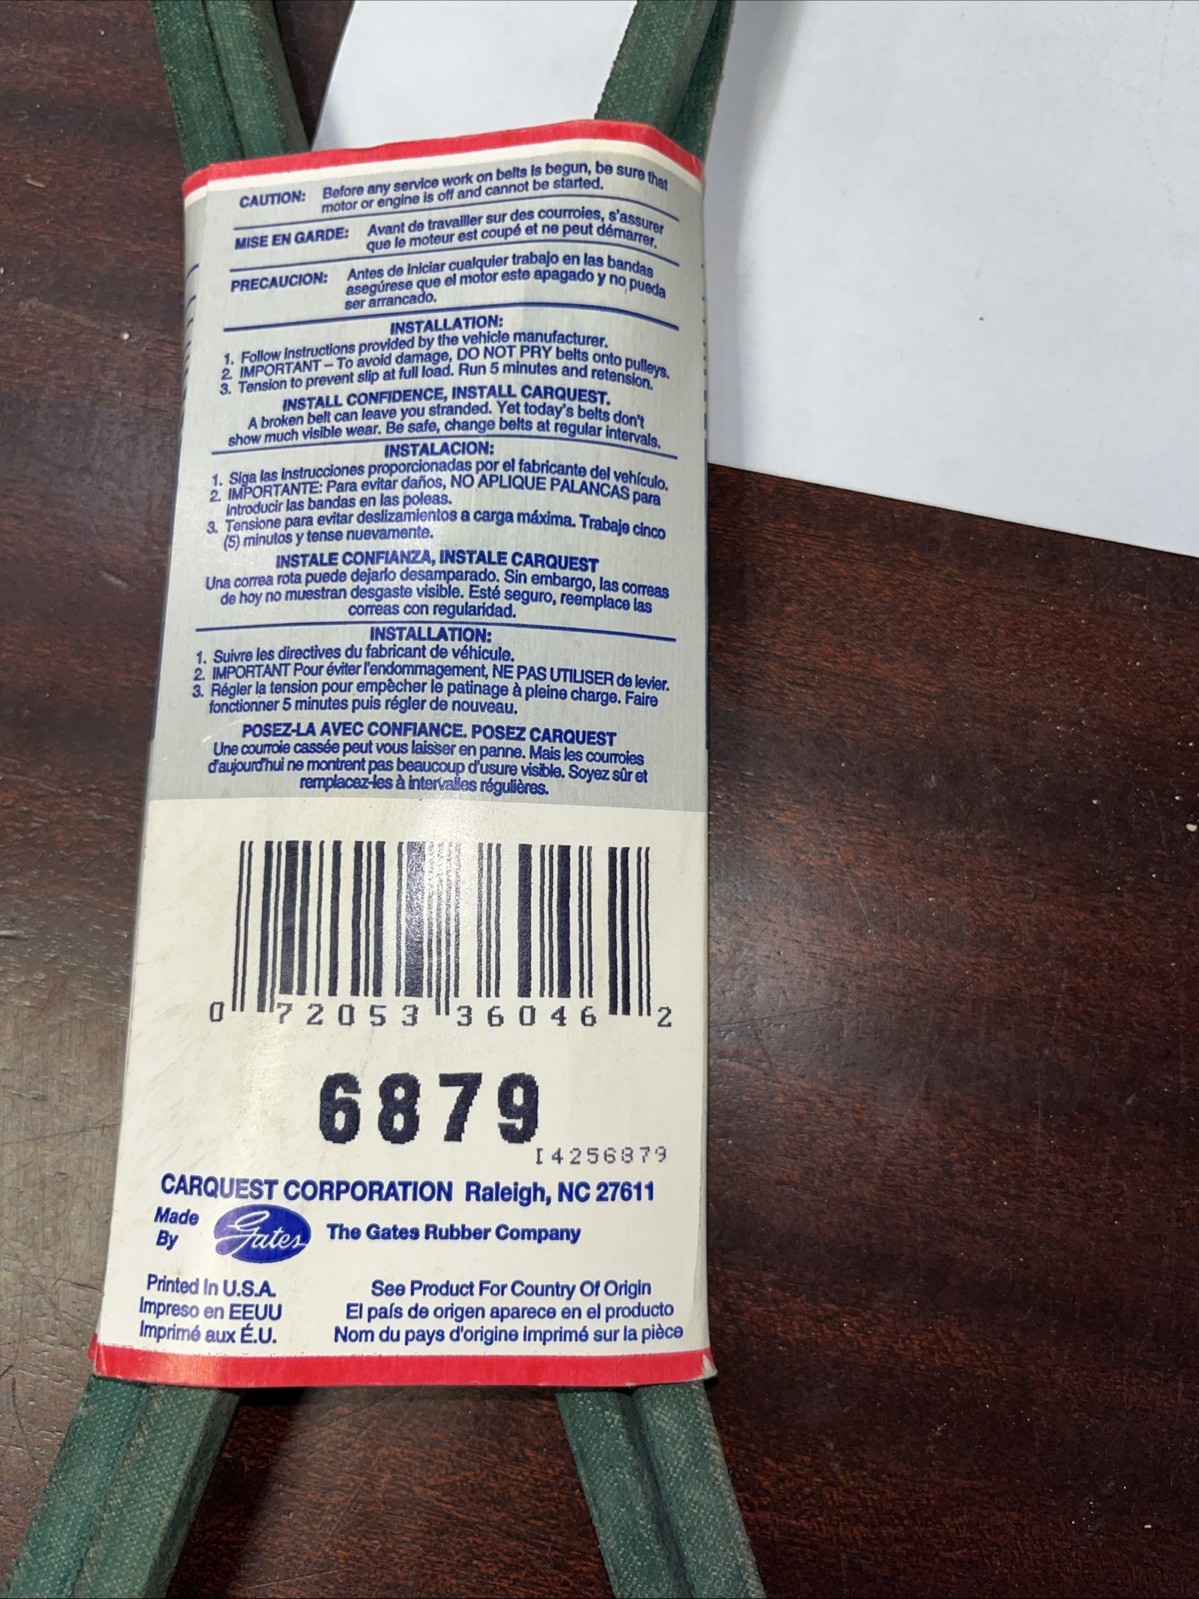 CAUTION: Before any service work on belts is begun, be sure that
motor or engine is off and cannot be started.
MISE EN GARDE: Avant de travailler sur des courroies, s'assurer
que le moteur est coupé et ne peut démarrer.
PRECAUCION: Antes de iniciar cualquier trabajo en las bandas
asegúrese que el motor este apagado y no pueda
ser arrancado.
INSTALLATION:
1. Follow instructions provided by the vehicle manufacturer.
2. IMPORTANT – To avoid damage, DO NOT PRY belts onto pulleys.
3. Tension to prevent slip at full load. Run 5 minutes and retension.
INSTALL CONFIDENCE, INSTALL CARQUEST.
A broken belt can leave you stranded. Yet today's belts don't
show much visible wear. Be safe, change belts at regular intervals.
INSTALACION:
1. Siga las instrucciones proporcionadas por el fabricante del vehículo.
2. IMPORTANTE: Para evitar daños, NO APLIQUE PALANCAS para
introducir las bandas en las poleas.
3. Tensione para evitar deslizamientos a carga máxima. Trabaje cinco
(5) minutos y tense nuevamente.
INSTALE CONFIANZA, INSTALE CARQUEST
Una correa rota puede dejarlo desamparado. Sin embargo, las correas
de hoy no muestran desgaste visible. Esté seguro, reemplace las
correas con regularidad.
INSTALLATION:
1. Suivre les directives du fabricant de véhicule.
2. IMPORTANT Pour éviter l'endommagement, NE PAS UTILISER de levier.
3. Régler la tension pour empècher le patinage à pleine charge. Faire
fonctionner 5 minutes puis régler de nouveau.
POSEZ-LA AVEC CONFIANCE. POSEZ CARQUEST
Une courroie cassée peut vous laisser en panne. Mais les courroies
d'aujourd'hui ne montrent pas beaucoup d'usure visible. Soyez sûr et
remplacez-les à intervalles régulières.
0 72053 36046 2
6879
I4256879
CARQUEST CORPORATION Raleigh, NC 27611
Made
By Gates The Gates Rubber Company
Printed In U.S.A. See Product For Country Of Origin
Impreso en EEUU El país de origen aparece en el producto
Imprimé aux É.U. Nom du pays d'origine imprimé sur la pièce